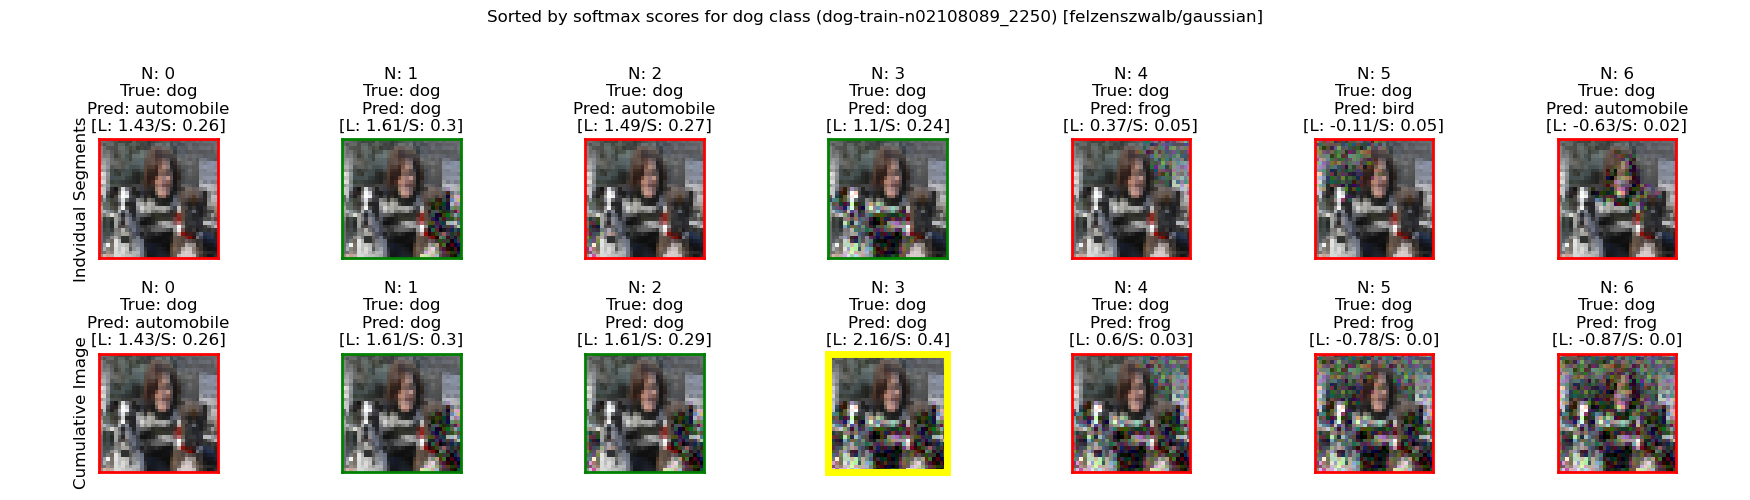 Sorted by softmax scores for dog class (dog-train-n02108089_2250) [felzenszwalb/gaussian]
Indvidual Segments
N: 0
True: dog
Pred: automobile
[L: 1.43/S: 0.26]
N: 1
True: dog
Pred: dog
[L: 1.61/S: 0.3]
N: 2
True: dog
Pred: automobile
[L: 1.49/S: 0.27]
N: 3
True: dog
Pred: dog
[L: 1.1/S: 0.24]
N: 4
True: dog
Pred: frog
[L: 0.37/S: 0.05]
N: 5
True: dog
Pred: bird
[L: -0.11/S: 0.05]
N: 6
True: dog
Pred: automobile
[L: -0.63/S: 0.02]
Cumulative Image
N: 0
True: dog
Pred: automobile
[L: 1.43/S: 0.26]
N: 1
True: dog
Pred: dog
[L: 1.61/S: 0.3]
N: 2
True: dog
Pred: dog
[L: 1.61/S: 0.29]
N: 3
True: dog
Pred: dog
[L: 2.16/S: 0.4]
N: 4
True: dog
Pred: frog
[L: 0.6/S: 0.03]
N: 5
True: dog
Pred: frog
[L: -0.78/S: 0.0]
N: 6
True: dog
Pred: frog
[L: -0.87/S: 0.0]